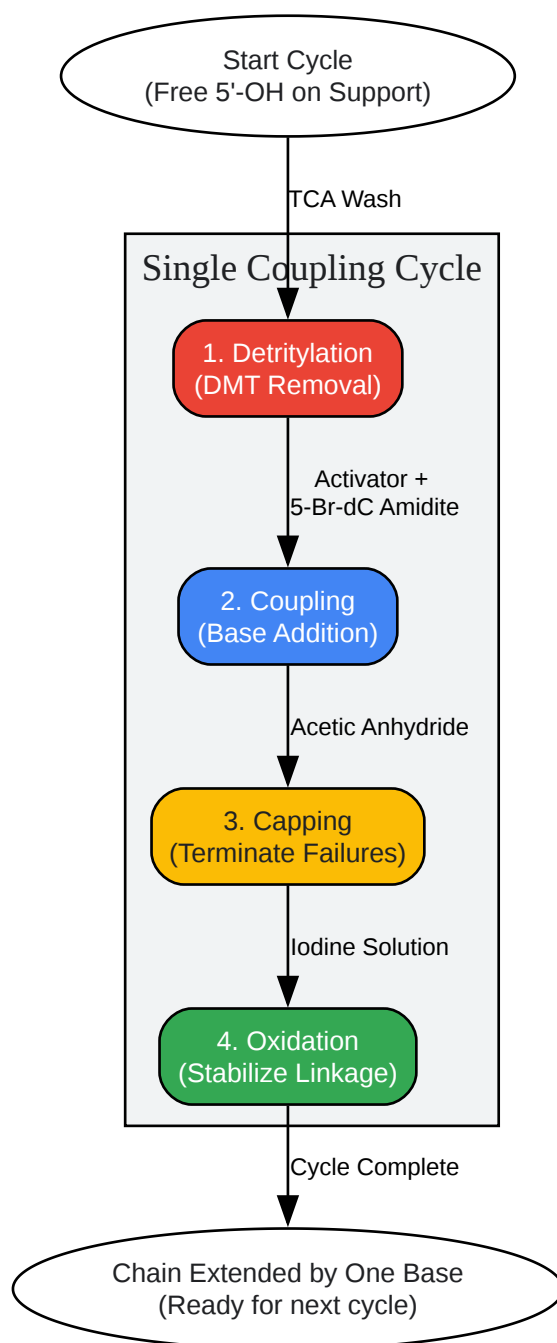 Start Cycle
(Free 5'-OH on Support)
TCA Wash
Single Coupling Cycle
1. Detritylation
(DMT Removal)
Activator +
5-Br-dC Amidite
2. Coupling
(Base Addition)
Acetic Anhydride
3. Capping
(Terminate Failures)
Iodine Solution
4. Oxidation
(Stabilize Linkage)
Cycle Complete
Chain Extended by One Base
(Ready for next cycle)